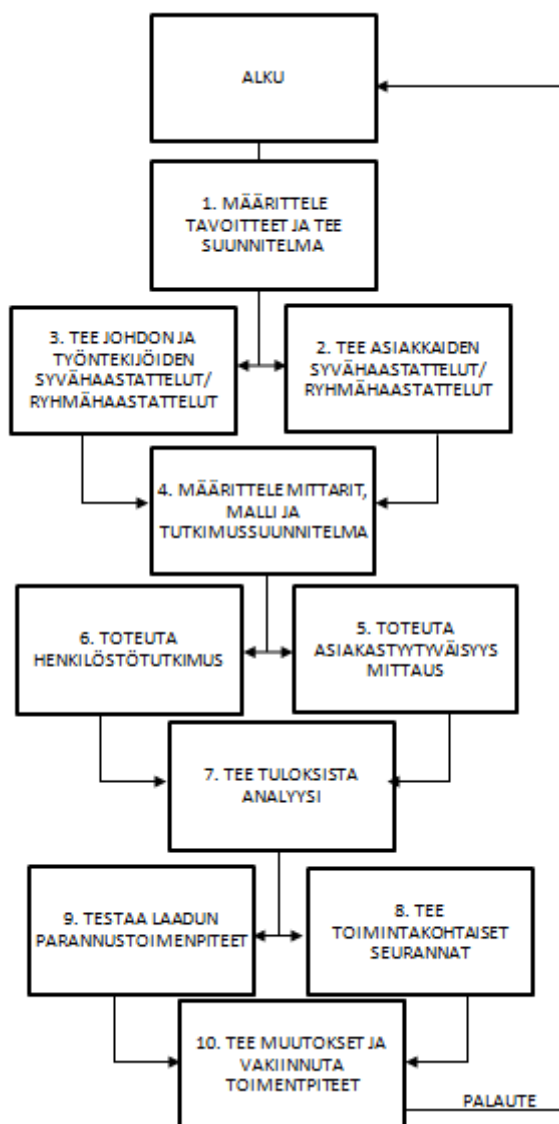 ALKU
1. MÄÄRITTELE
TAVOITTEET JA TEE
SUUNNITELMA
3. TEE JOHDON JA
TYÖNTEKIJÖIDEN
SYVÄHAASTATTELUT/
RYHMÄHAASTATTELUT
2. TEE ASIAKKAIDEN
SYVÄHAASTATTELUT/
RYHMÄHAASTATTELUT
4. MÄÄRITTELE MITTARIT,
MALLI JA
TUTKIMUSSUUNNITELMA
6. TOTEUTA
HENKILÖSTÖTUTKIMUS
5. TOTEUTA
ASIAKASTYYTYVÄISYYS
MITTAUS
7. TEE TULOKSISTA
ANALYYSI
9. TESTAA LAADUN
PARANNUSTOIMENPITEET
8. TEE
TOIMINTAKOHTAISET
SEURANNAT
10. TEE MUUTOKSET JA
VAKIINNUTA
TOIMENTPITEET
PALAUTE